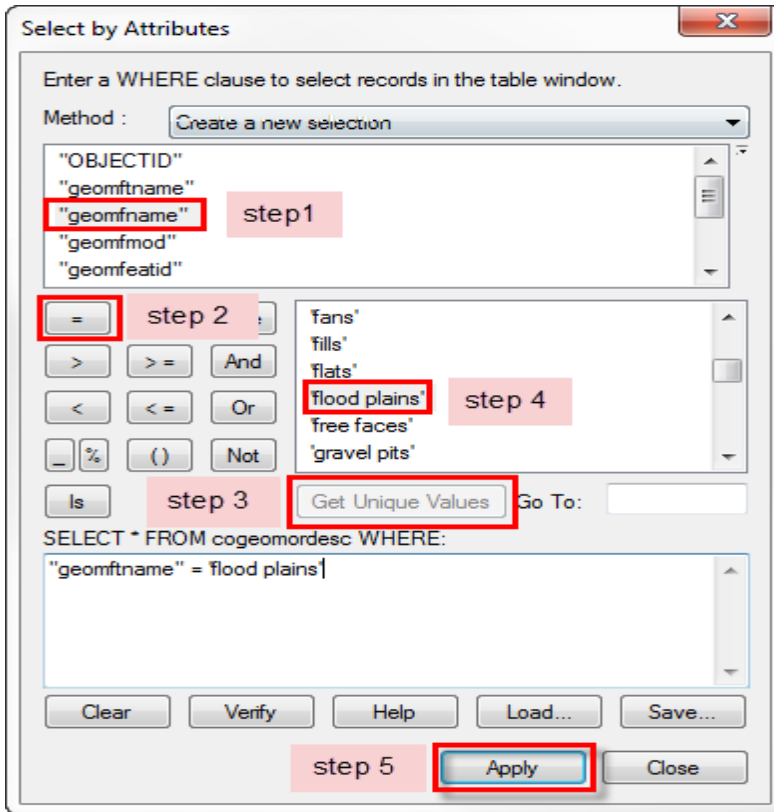 Select by Attributes
Enter a WHERE clause to select records in the table window.
Method : Create a new selection
"OBJECTID"
"geomftname"
"geomfname" step1
"geomfmod"
"geomfeatid"
= step 2
> > = And
< < = Or
_ % ( ) Not
'fans'
'fills'
'flats'
'flood plains' step 4
'free faces'
'gravel pits'
Is step 3 Get Unique Values Go To:
SELECT * FROM cogeomordesc WHERE:
"geomftname" = 'flood plains'
Clear Verify Help Load... Save...
step 5 Apply Close